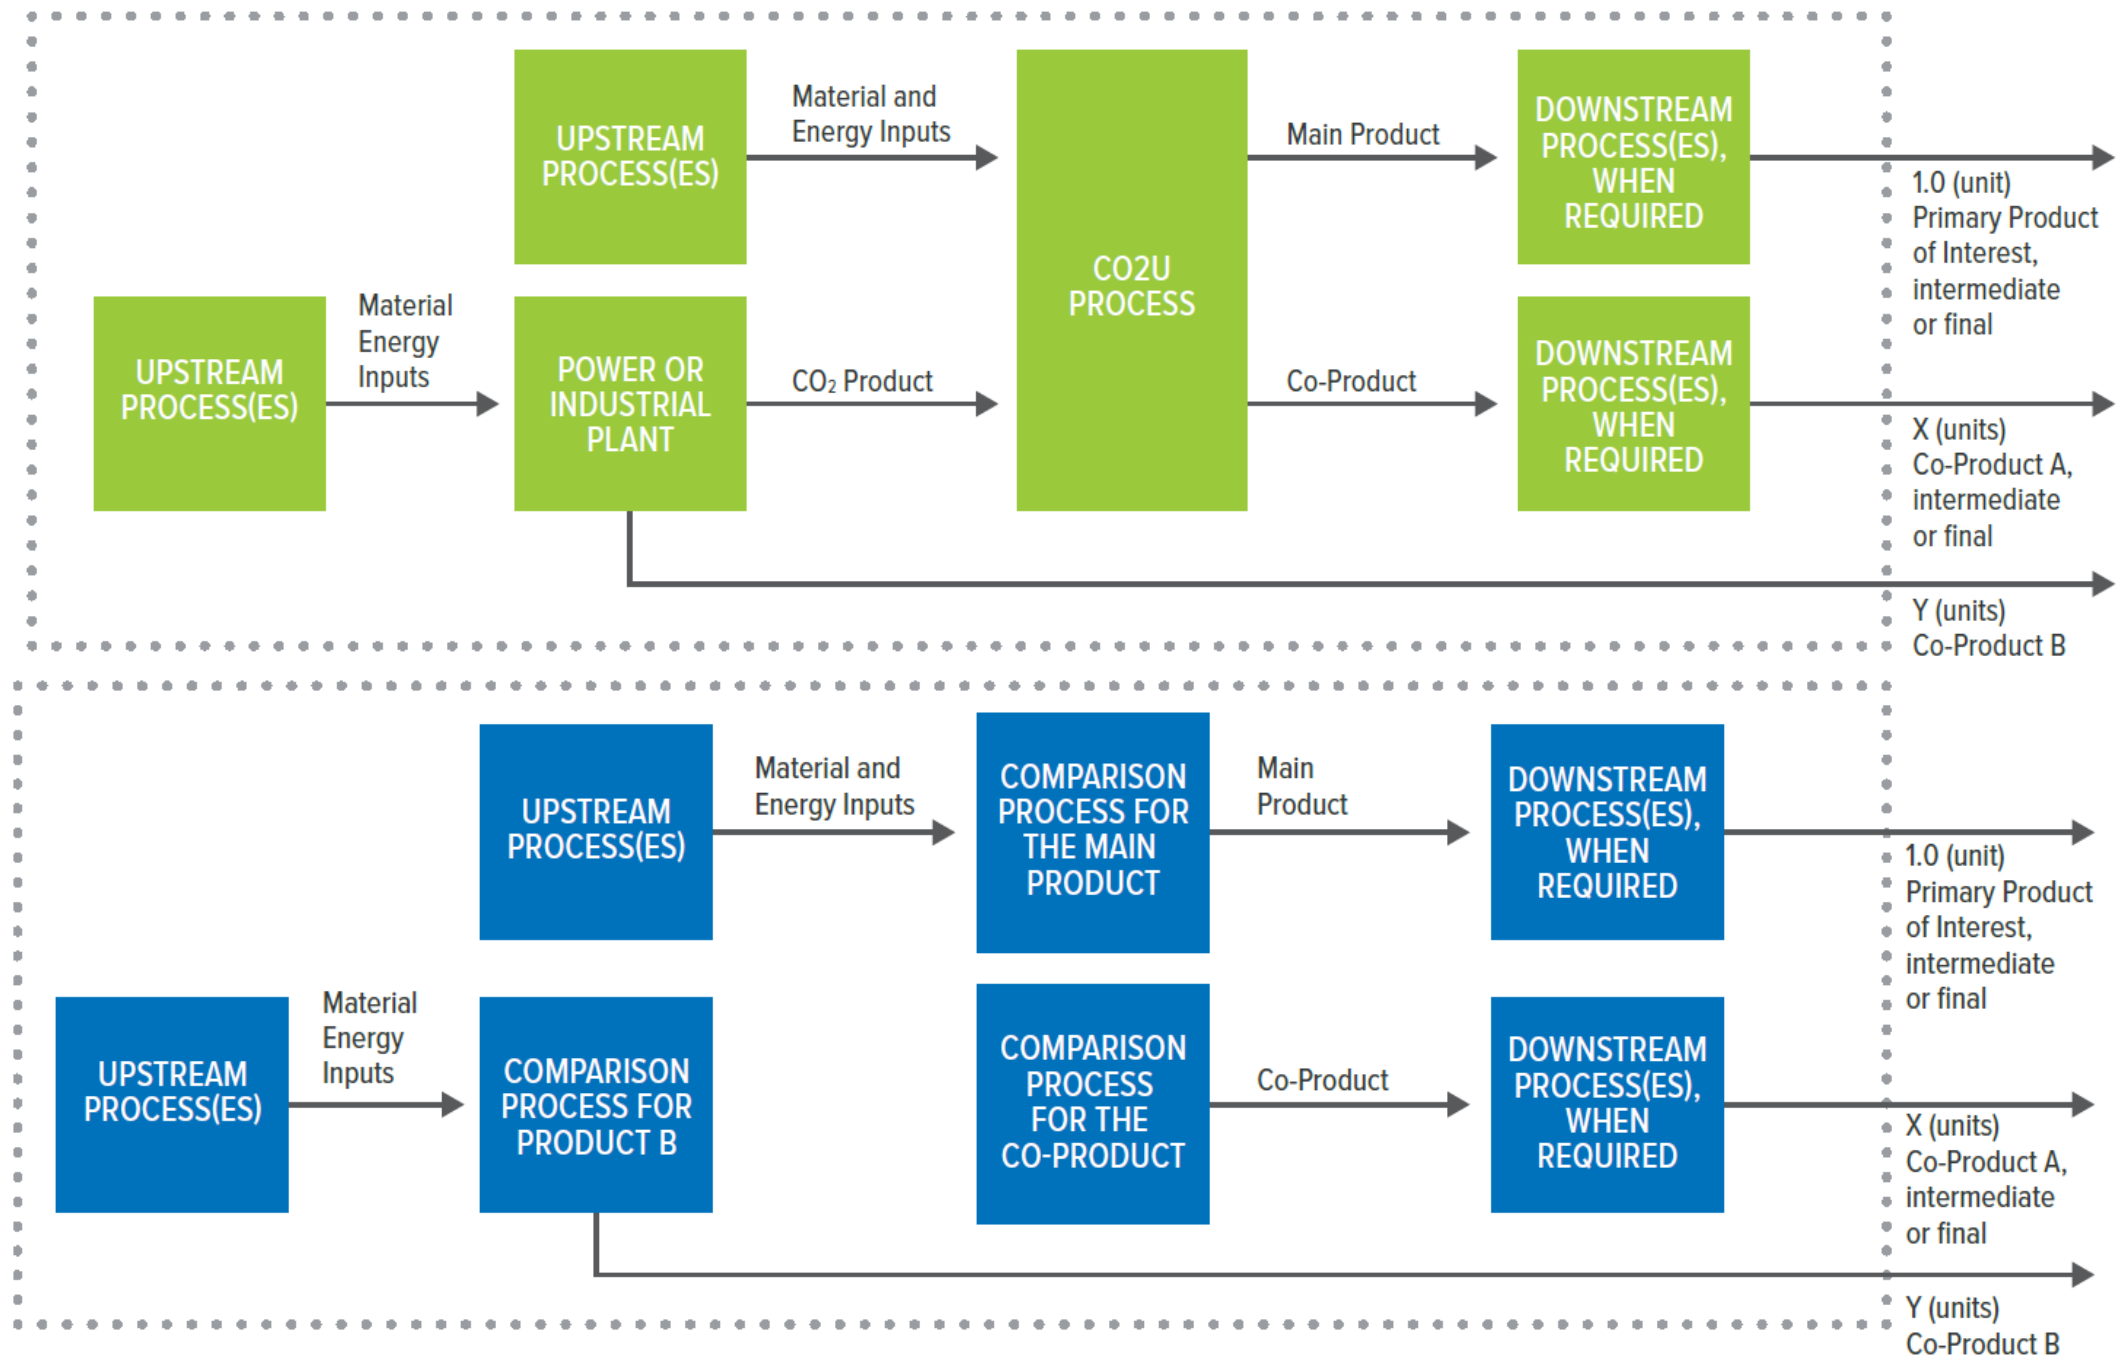 UPSTREAM
PROCESS(ES)
Material and
Energy Inputs
CO2U
PROCESS
Main Product
DOWNSTREAM
PROCESS(ES),
WHEN
REQUIRED
1.0 (unit)
Primary Product
of Interest,
intermediate
or final
UPSTREAM
PROCESS(ES)
Material
Energy
Inputs
POWER OR
INDUSTRIAL
PLANT
CO₂ Product
Co-Product
DOWNSTREAM
PROCESS(ES),
WHEN
REQUIRED
X (units)
Co-Product A,
intermediate
or final
Y (units)
Co-Product B
UPSTREAM
PROCESS(ES)
Material and
Energy Inputs
COMPARISON
PROCESS FOR
THE MAIN
PRODUCT
Main
Product
DOWNSTREAM
PROCESS(ES),
WHEN
REQUIRED
1.0 (unit)
Primary Product
of Interest,
intermediate
or final
UPSTREAM
PROCESS(ES)
Material
Energy
Inputs
COMPARISON
PROCESS FOR
PRODUCT B
COMPARISON
PROCESS
FOR THE
CO-PRODUCT
Co-Product
DOWNSTREAM
PROCESS(ES),
WHEN
REQUIRED
X (units)
Co-Product A,
intermediate
or final
Y (units)
Co-Product B